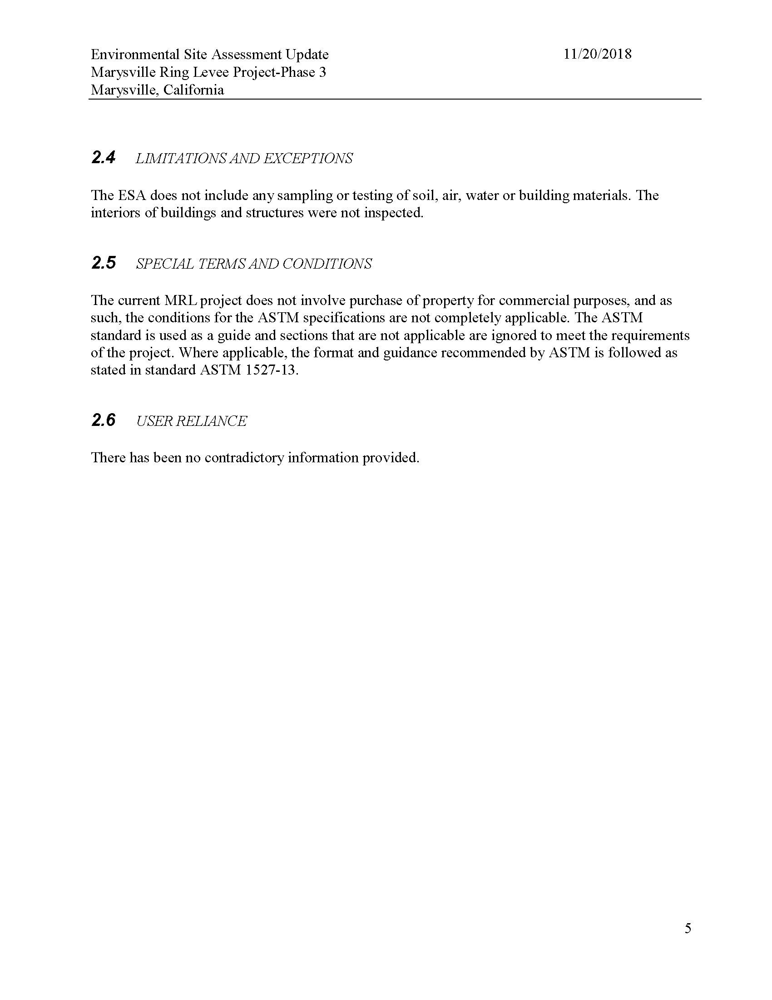 Environmental Site Assessment Update 11/20/2018
Marysville Ring Levee Project-Phase 3
Marysville, California
2.4 LIMITATIONS AND EXCEPTIONS
The ESA does not include any sampling or testing of soil, air, water or building materials. The
interiors of buildings and structures were not inspected.
2.5 SPECIAL TERMS AND CONDITIONS
The current MRL project does not involve purchase of property for commercial purposes, and as
such, the conditions for the ASTM specifications are not completely applicable. The ASTM
standard is used as a guide and sections that are not applicable are ignored to meet the requirements
of the project. Where applicable, the format and guidance recommended by ASTM is followed as
stated in standard ASTM 1527-13.
2.6 USER RELIANCE
There has been no contradictory information provided.
5